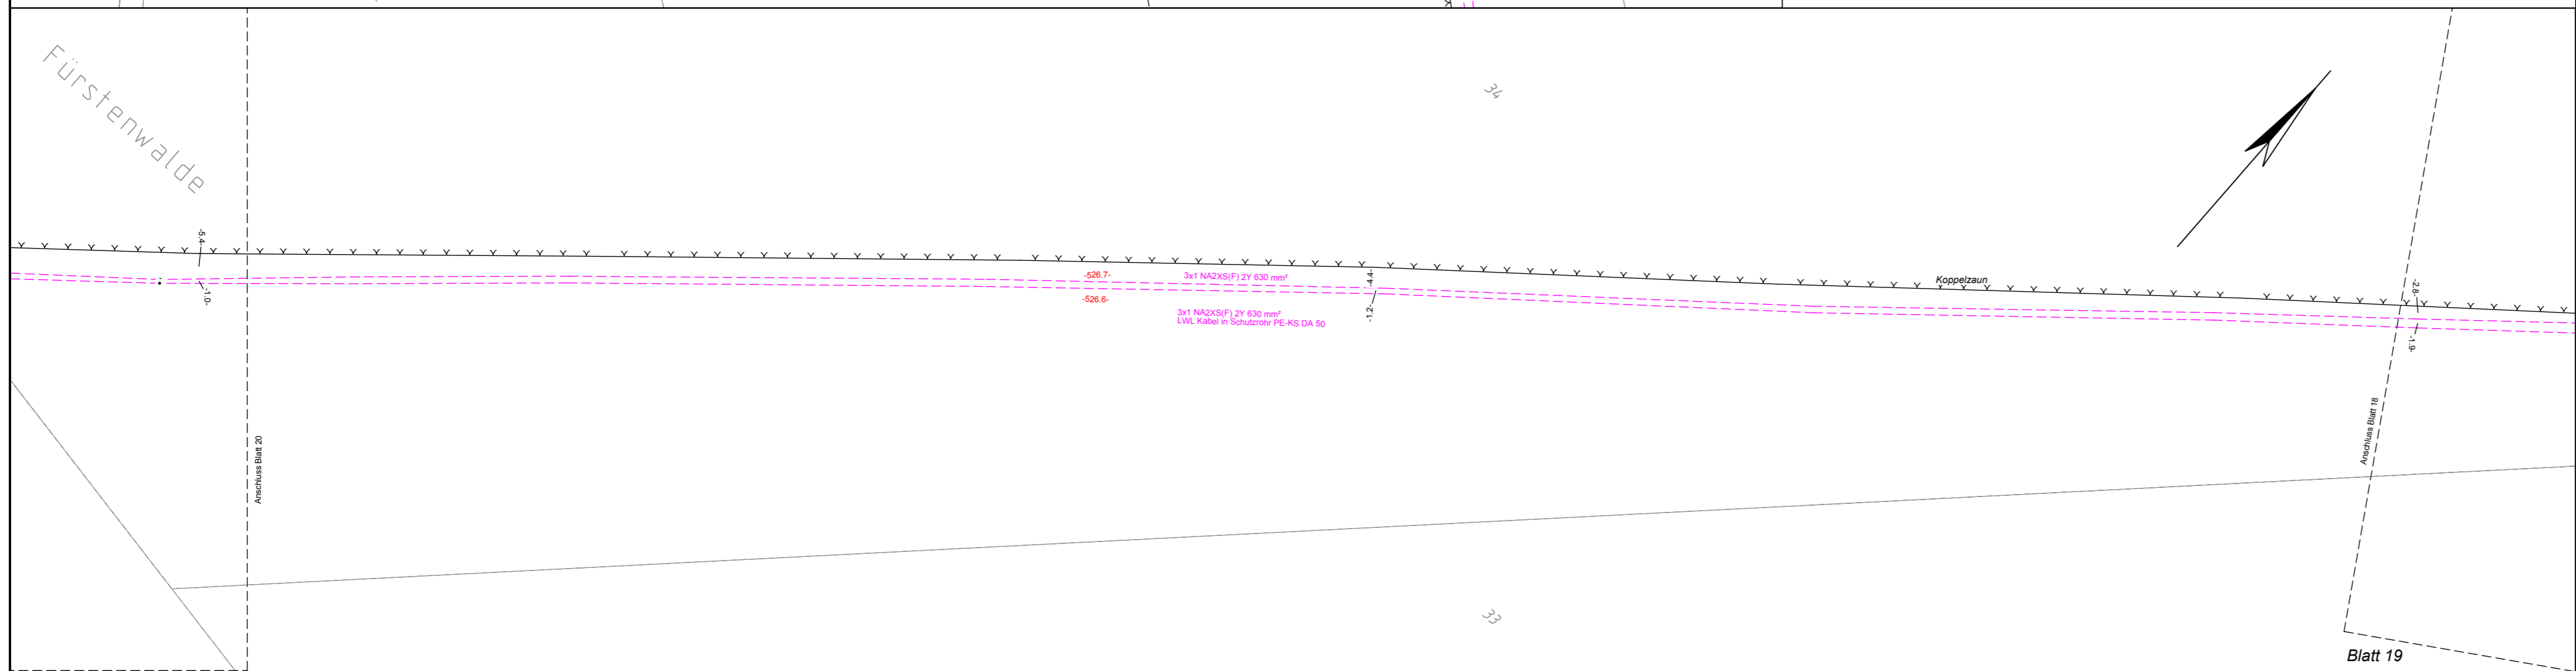 Fürstenwalde
34
-5.4-
-1.0-
-526.7-
3x1 NA2XS(F) 2Y 630 mm²
-526.6-
3x1 NA2XS(F) 2Y 630 mm²
LWL Kabel in Schutzrohr PE-KS DA 50
-4.4-
-1.2-
Koppelzaun
-2.8-
-1.9-
Anschluss Blatt 20
Anschluss Blatt 18
33
Blatt 19